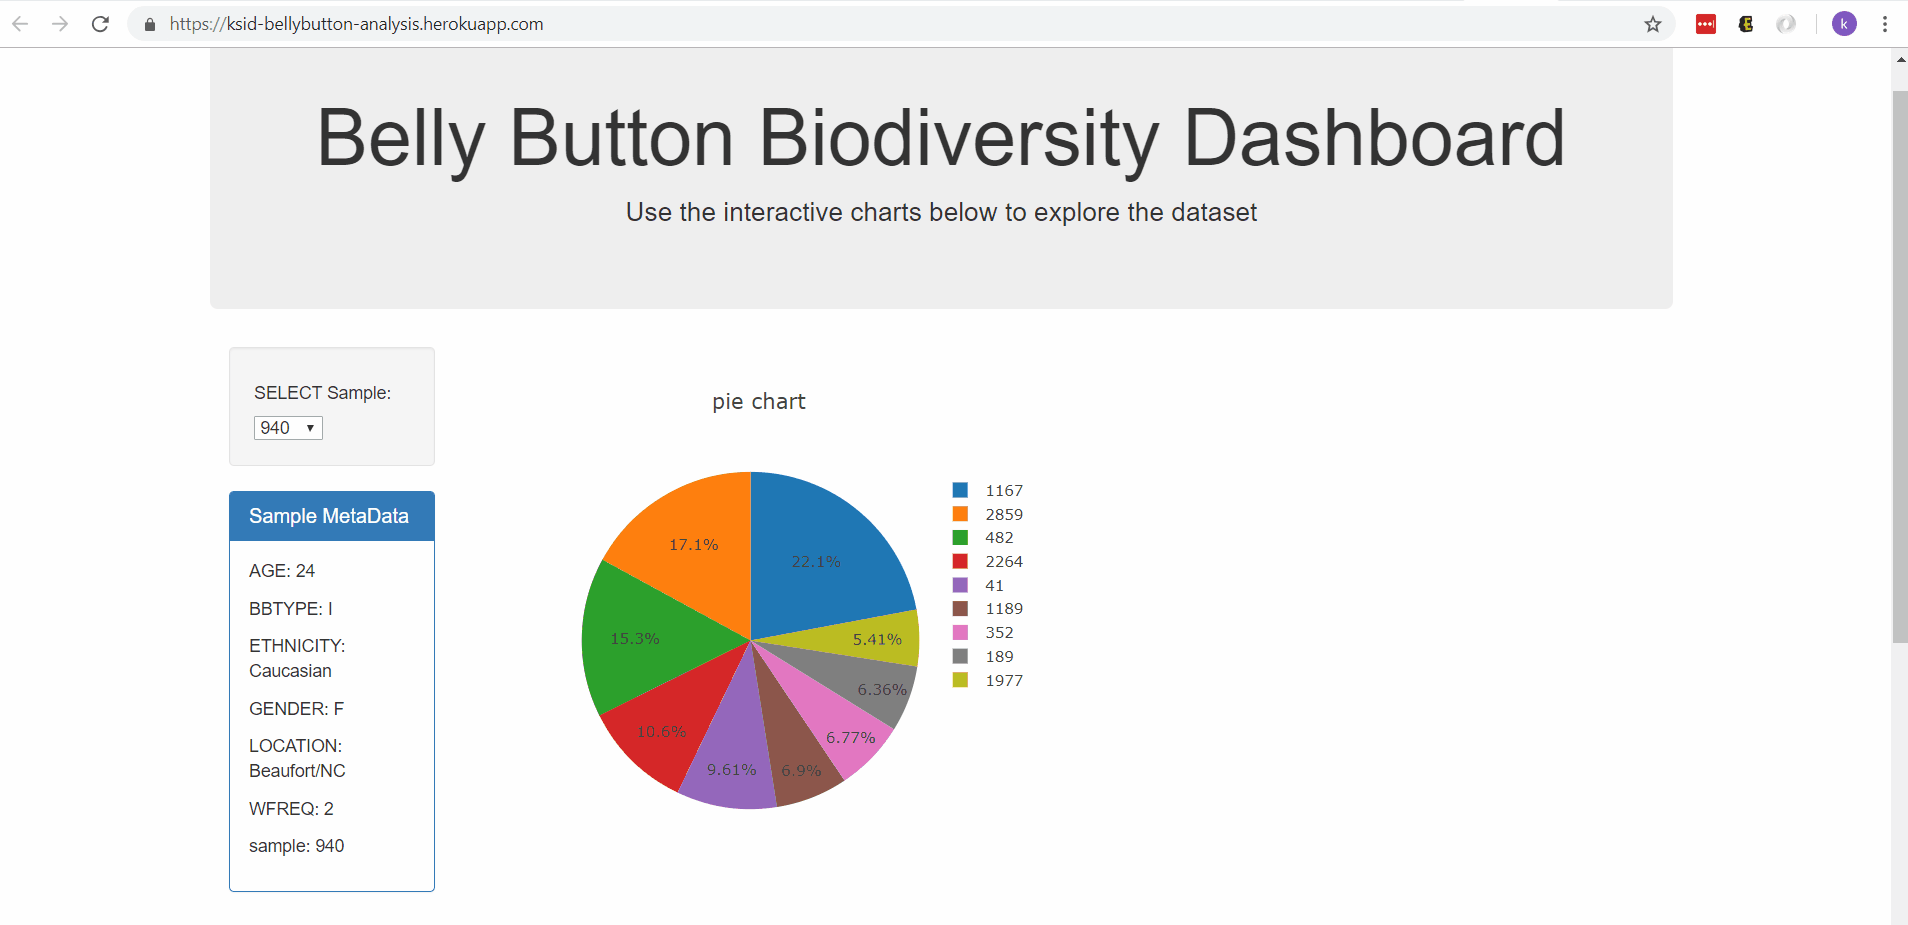 https://ksid-bellybutton-analysis.herokuapp.com
E
k
Belly Button Biodiversity Dashboard
Use the interactive charts below to explore the dataset
SELECT Sample:
940
Sample MetaData
AGE: 24
BBTYPE: I
ETHNICITY:
Caucasian
GENDER: F
LOCATION:
Beaufort/NC
WFREQ: 2
sample: 940
pie chart
22.1%
17.1%
15.3%
10.6%
9.61%
6.9%
6.77%
6.36%
5.41%
1167
2859
482
2264
41
1189
352
189
1977